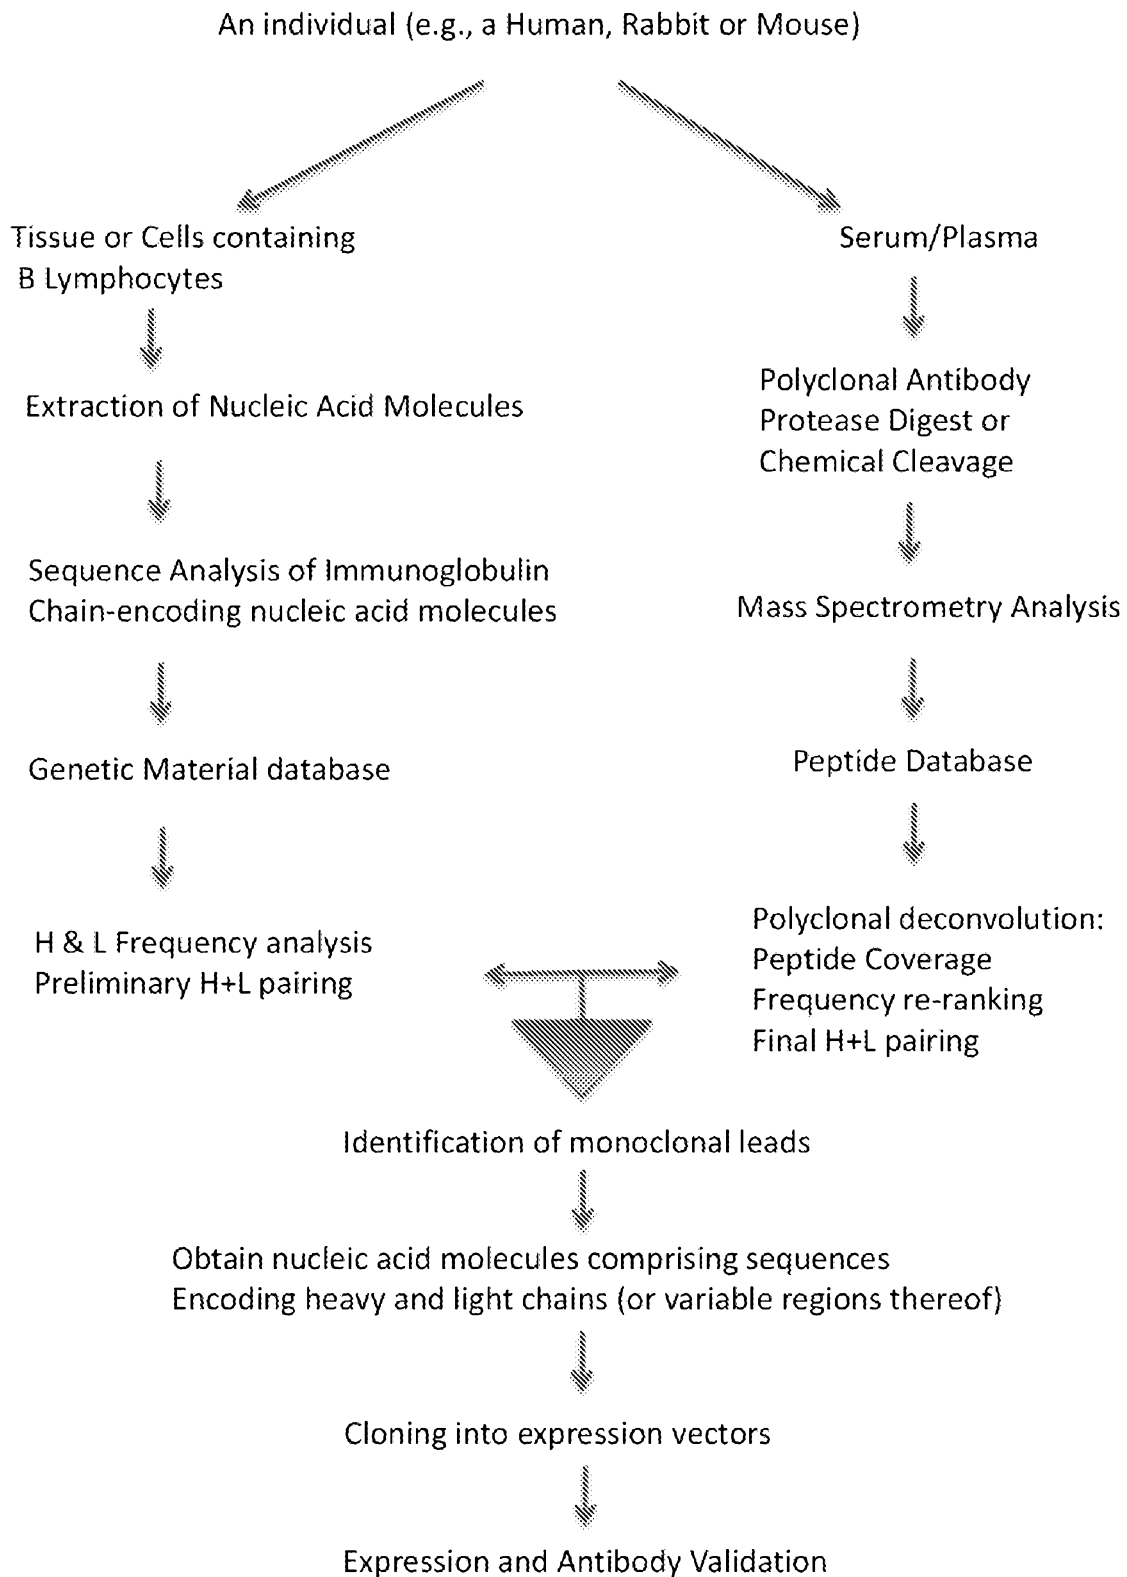 An individual (e.g., a Human, Rabbit or Mouse)
Tissue or Cells containing
B Lymphocytes
Extraction of Nucleic Acid Molecules
Sequence Analysis of Immunoglobulin
Chain-encoding nucleic acid molecules
Genetic Material database
H & L Frequency analysis
Preliminary H+L pairing
Serum/Plasma
Polyclonal Antibody
Protease Digest or
Chemical Cleavage
Mass Spectrometry Analysis
Peptide Database
Polyclonal deconvolution:
Peptide Coverage
Frequency re-ranking
Final H+L pairing
Identification of monoclonal leads
Obtain nucleic acid molecules comprising sequences
Encoding heavy and light chains (or variable regions thereof)
Cloning into expression vectors
Expression and Antibody Validation